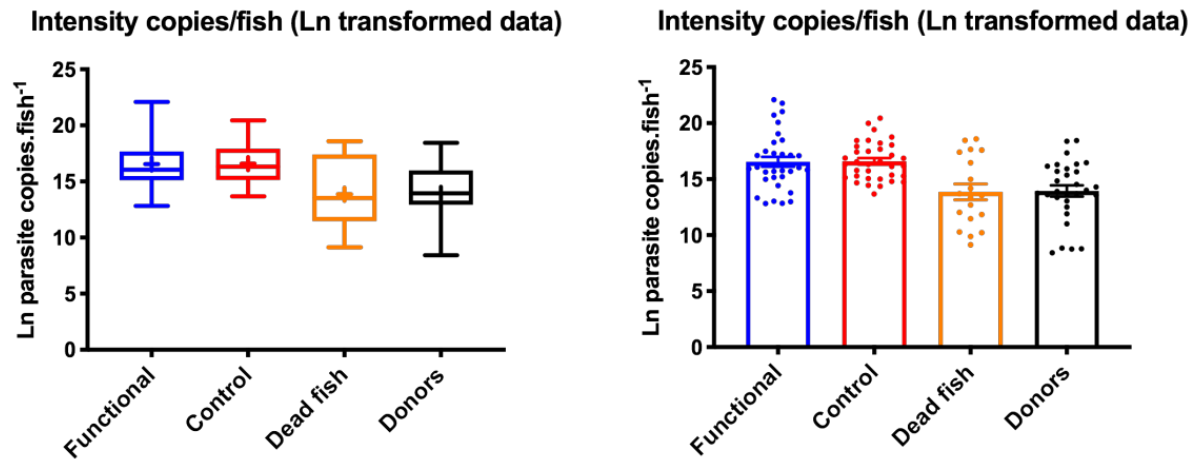 Intensity copies/fish (Ln transformed data)
Ln parasite copies.fish-1
25
20
15
10
5
0
Functional
Control
Dead fish
Donors
Intensity copies/fish (Ln transformed data)
Ln parasite copies.fish-1
25
20
15
10
5
0
Functional
Control
Dead fish
Donors